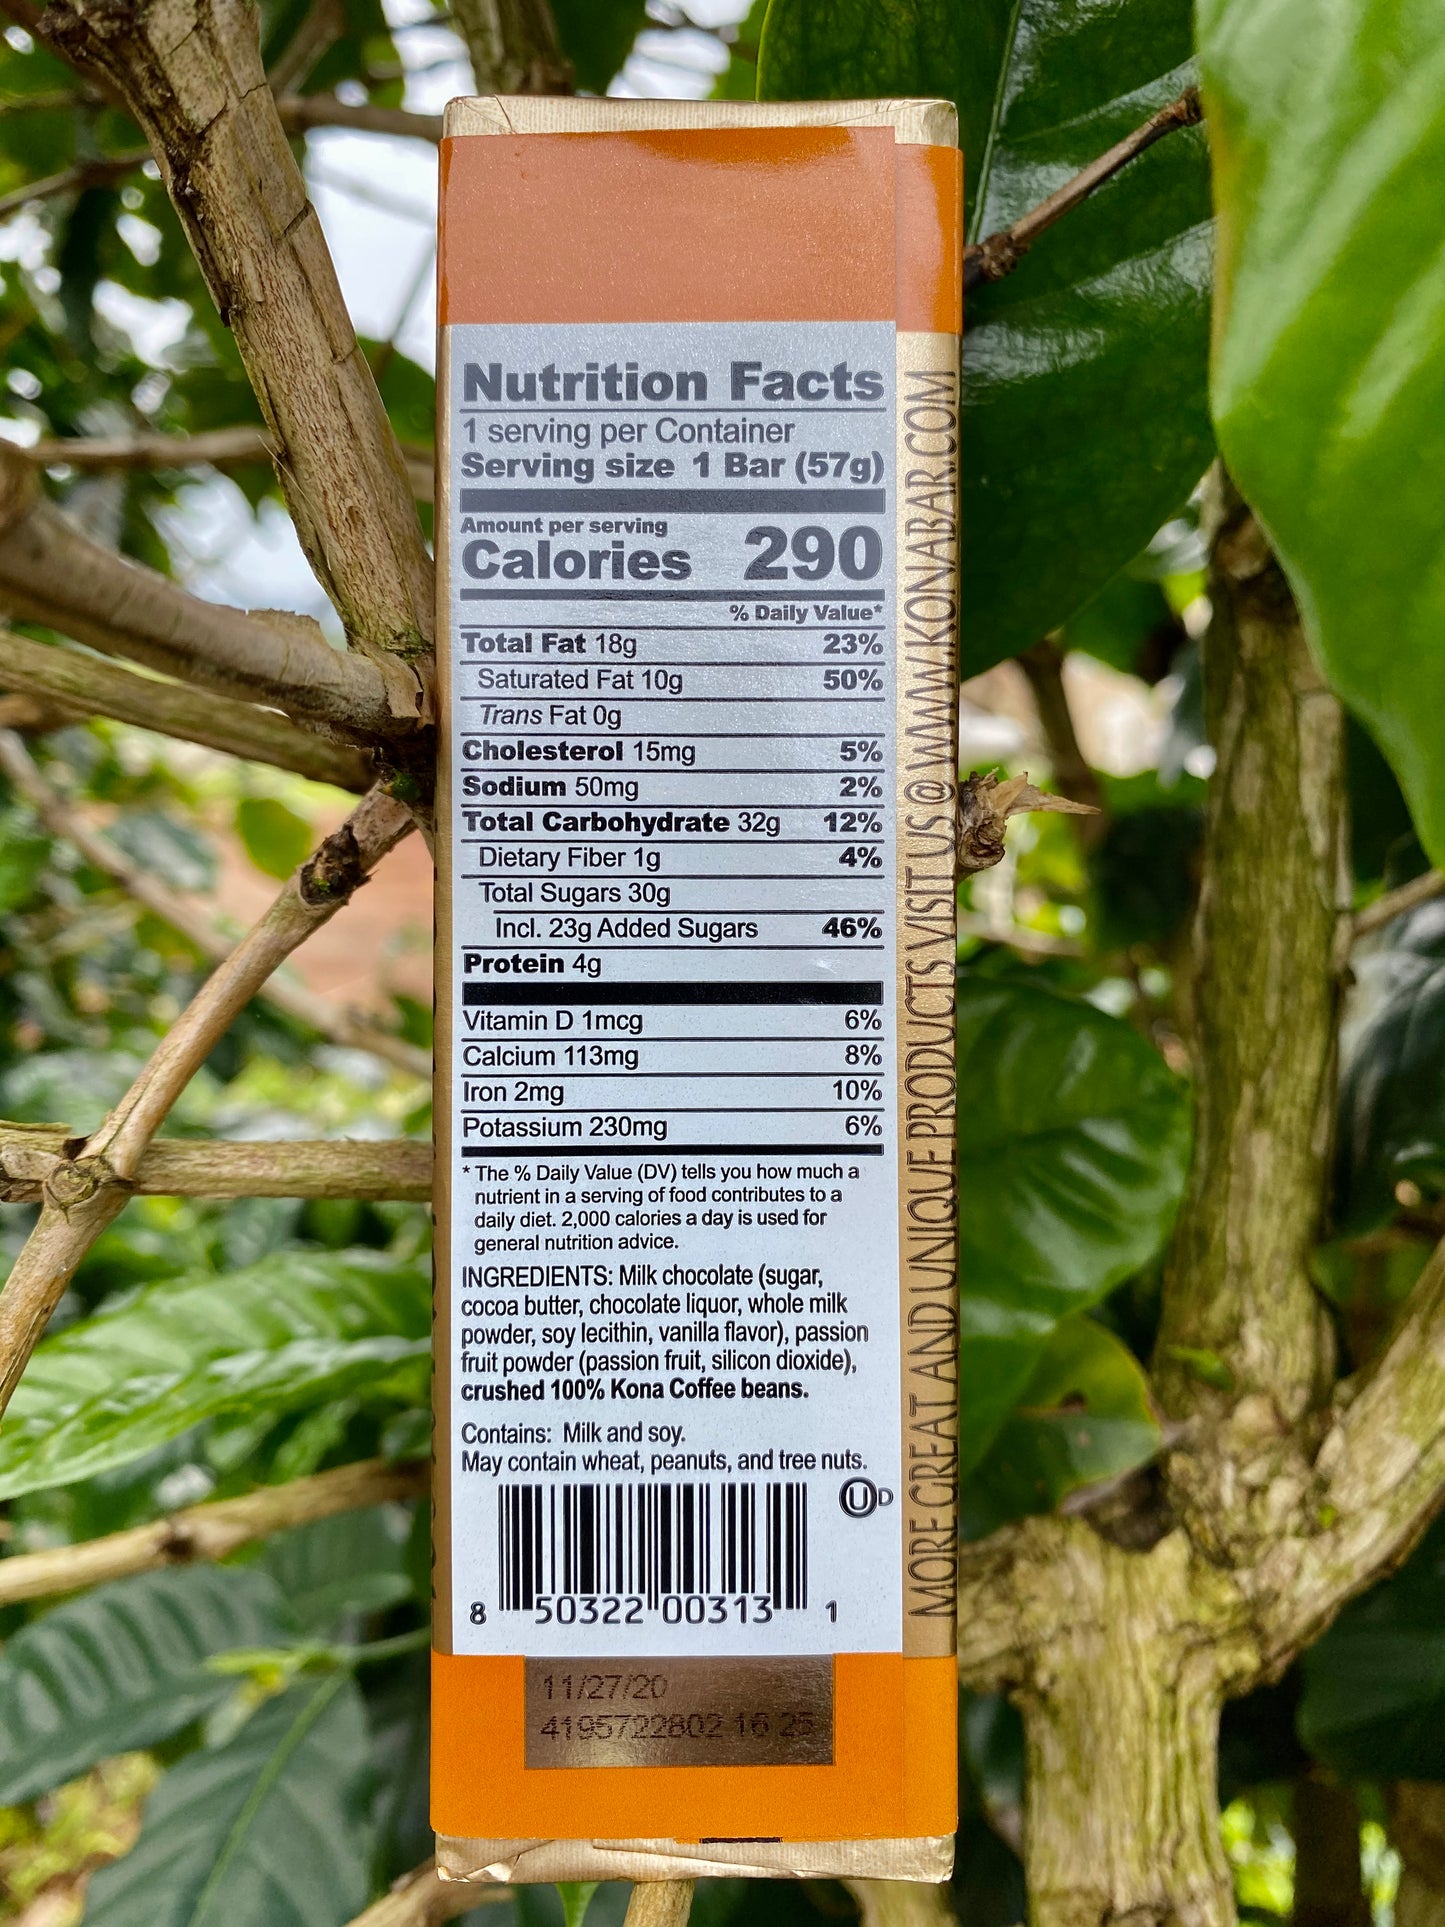 Nutrition Facts
1 serving per Container
Serving size 1 Bar (57g)
Amount per serving
Calories 290
% Daily Value*
Total Fat 18g 23%
Saturated Fat 10g 50%
Trans Fat 0g
Cholesterol 15mg 5%
Sodium 50mg 2%
Total Carbohydrate 32g 12%
Dietary Fiber 1g 4%
Total Sugars 30g
Incl. 23g Added Sugars 46%
Protein 4g
Vitamin D 1mcg 6%
Calcium 113mg 8%
Iron 2mg 10%
Potassium 230mg 6%
* The % Daily Value (DV) tells you how much a
nutrient in a serving of food contributes to a
daily diet. 2,000 calories a day is used for
general nutrition advice.
INGREDIENTS: Milk chocolate (sugar,
cocoa butter, chocolate liquor, whole milk
powder, soy lecithin, vanilla flavor), passion
fruit powder (passion fruit, silicon dioxide),
crushed 100% Kona Coffee beans.
Contains: Milk and soy.
May contain wheat, peanuts, and tree nuts.
U D
8 50322 00313 1
11/27/20
4195722802 16 25
MORE GREAT AND UNIQUE PRODUCTS VISIT US @ WWW.KONABAR.COM